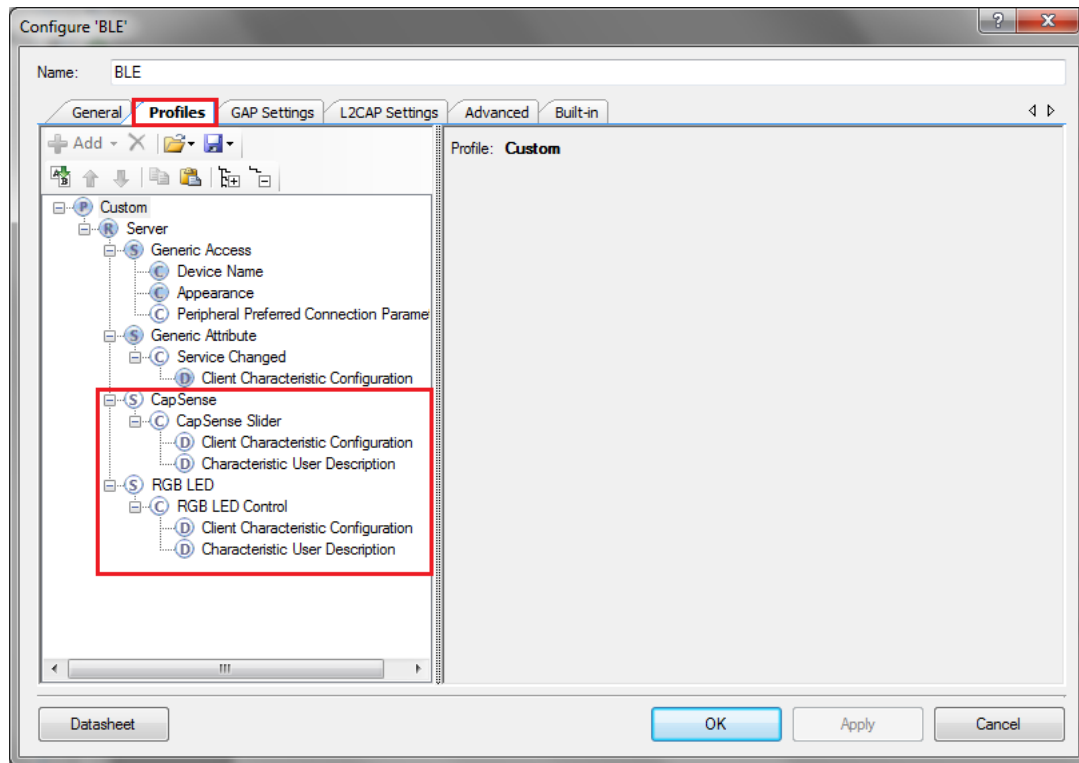 Configure 'BLE'
Name: BLE
General Profiles GAP Settings L2CAP Settings Advanced Built-in
Add
Profile: Custom
A B
P Custom
R Server
S Generic Access
C Device Name
C Appearance
C Peripheral Preferred Connection Parame
S Generic Attribute
C Service Changed
D Client Characteristic Configuration
S CapSense
C CapSense Slider
D Client Characteristic Configuration
D Characteristic User Description
S RGB LED
C RGB LED Control
D Client Characteristic Configuration
D Characteristic User Description
Datasheet OK Apply Cancel